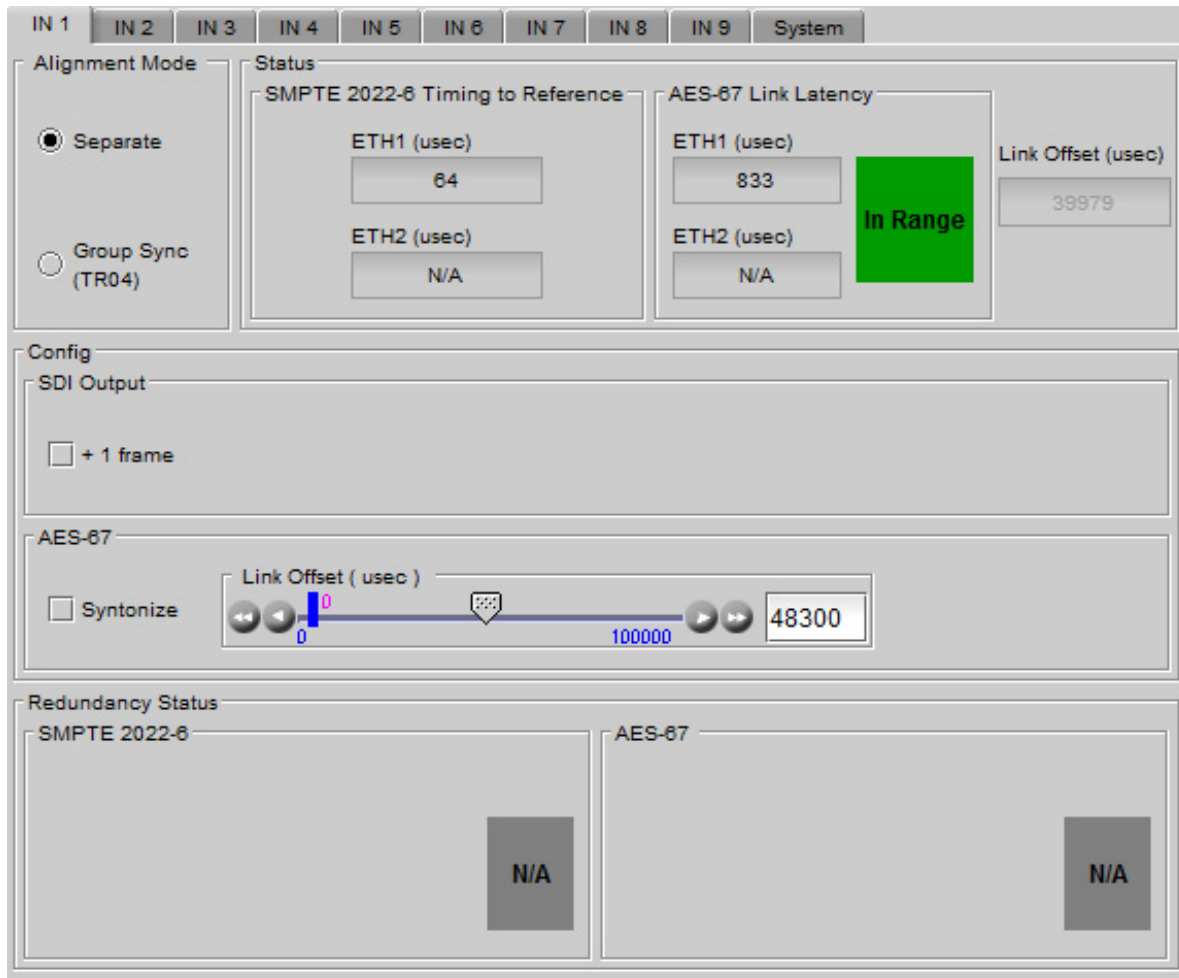 IN 1 IN 2 IN 3 IN 4 IN 5 IN 6 IN 7 IN 8 IN 9 System
Alignment Mode
Separate
Group Sync
(TR04)
Status
SMPTE 2022-6 Timing to Reference
ETH1 (usec)
64
ETH2 (usec)
N/A
AES-67 Link Latency
ETH1 (usec)
833
ETH2 (usec)
N/A
In Range
Link Offset (usec)
39979
Config
SDI Output
+ 1 frame
AES-67
Syntonize
Link Offset ( usec )
0
0 100000
48300
Redundancy Status
SMPTE 2022-6
N/A
AES-67
N/A